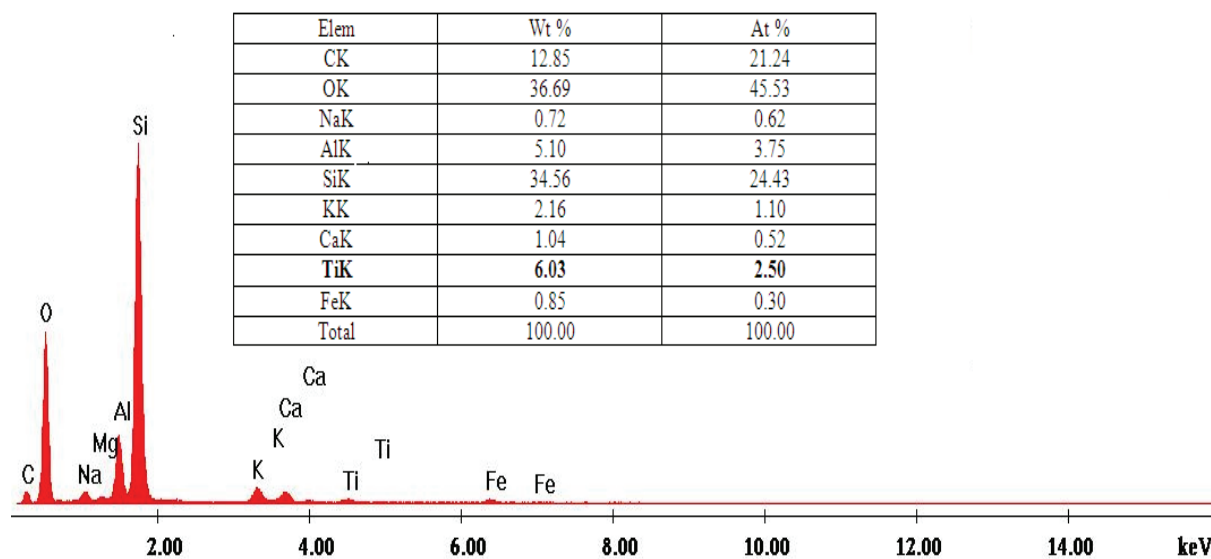 Elem Wt % At %
CK 12.85 21.24
OK 36.69 45.53
NaK 0.72 0.62
AlK 5.10 3.75
SiK 34.56 24.43
KK 2.16 1.10
CaK 1.04 0.52
TiK 6.03 2.50
FeK 0.85 0.30
Total 100.00 100.00
Si
O
Ca
Al
Ca
Mg
K
Ti
C
Na
K
Ti
Fe
Fe
2.00 4.00 6.00 8.00 10.00 12.00 14.00 keV